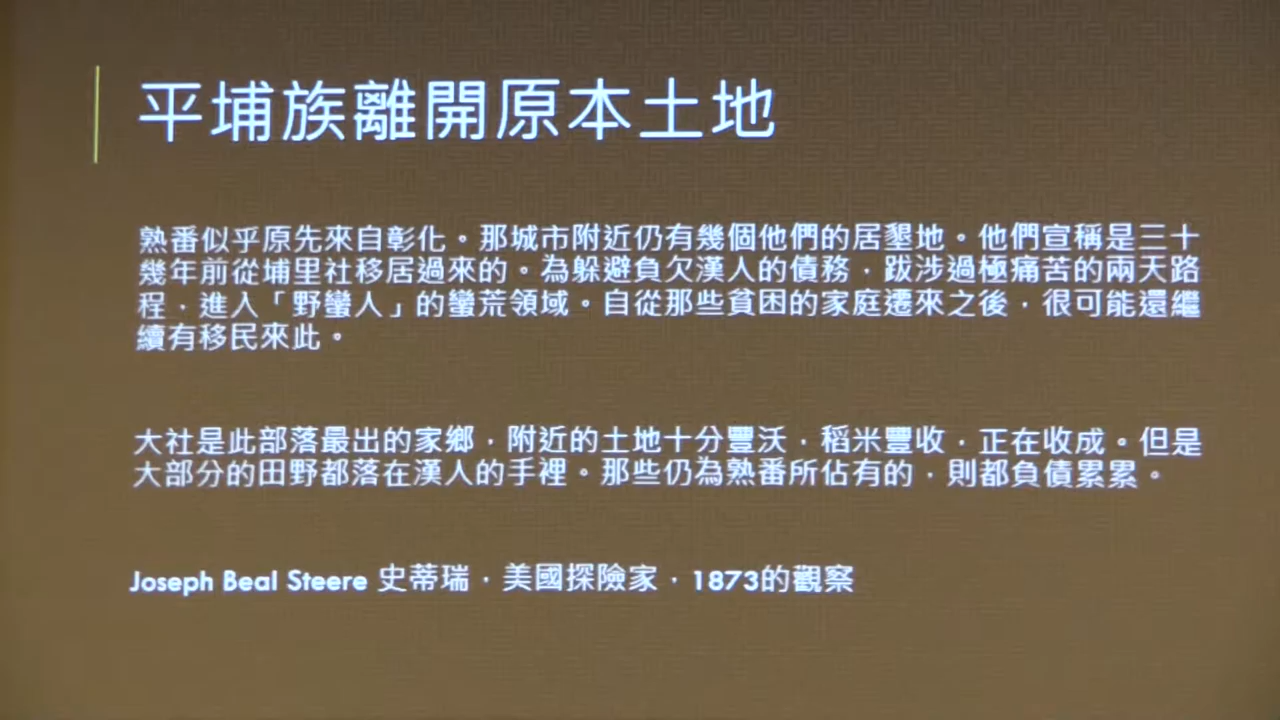 平埔族離開原本土地
熟番似乎原先來自彰化。那城市附近仍有幾個他們的居墾地。他們宣稱是三十
幾年前從埔里社移居過來的。為躲避負欠漢人的債務，跋涉過極痛苦的兩天路
程，進入「野蠻人」的蠻荒領域。自從那些貧困的家庭遷來之後，很可能還繼
續有移民來此。
大社是此部落最出的家鄉，附近的土地十分豐沃，稻米豐收，正在收成。但是
大部分的田野都落在漢人的手裡。那些仍為熟番所佔有的，則都負債累累。
Joseph Beal Steere 史蒂瑞，美國探險家，1873的觀察